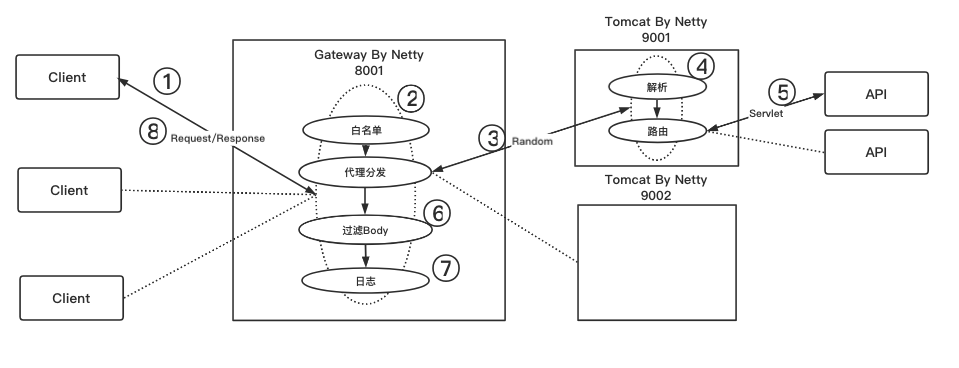 Tomcat By Netty
9001
Gateway By Netty
8001
Client
①
②
③
④
⑤
⑧
Request/Response
白名单
代理分发
过滤Body
日志
⑥
⑦
Random
解析
路由
Servlet
API
API
Client
Client
Tomcat By Netty
9002